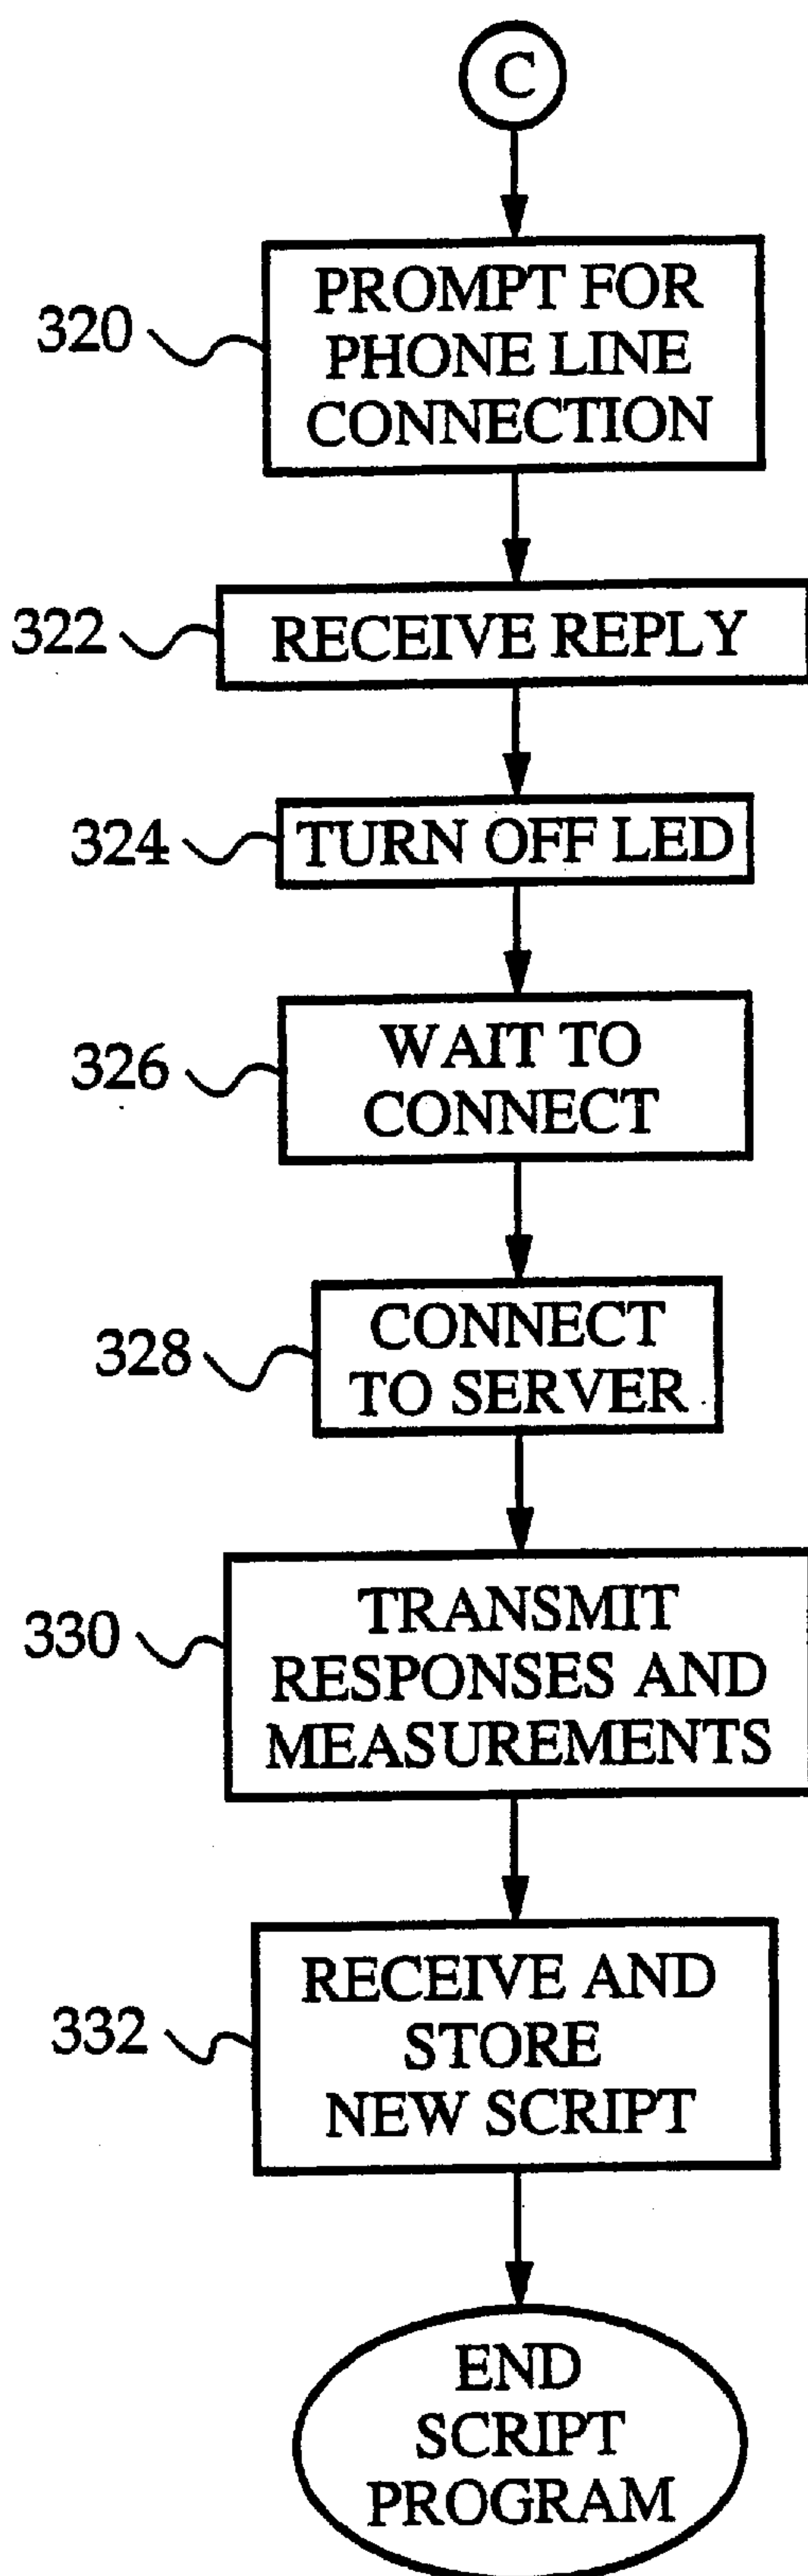 C
320
PROMPT FOR
PHONE LINE
CONNECTION
322
RECEIVE REPLY
324
TURN OFF LED
326
WAIT TO
CONNECT
328
CONNECT
TO SERVER
330
TRANSMIT
RESPONSES AND
MEASUREMENTS
332
RECEIVE AND
STORE
NEW SCRIPT
END
SCRIPT
PROGRAM